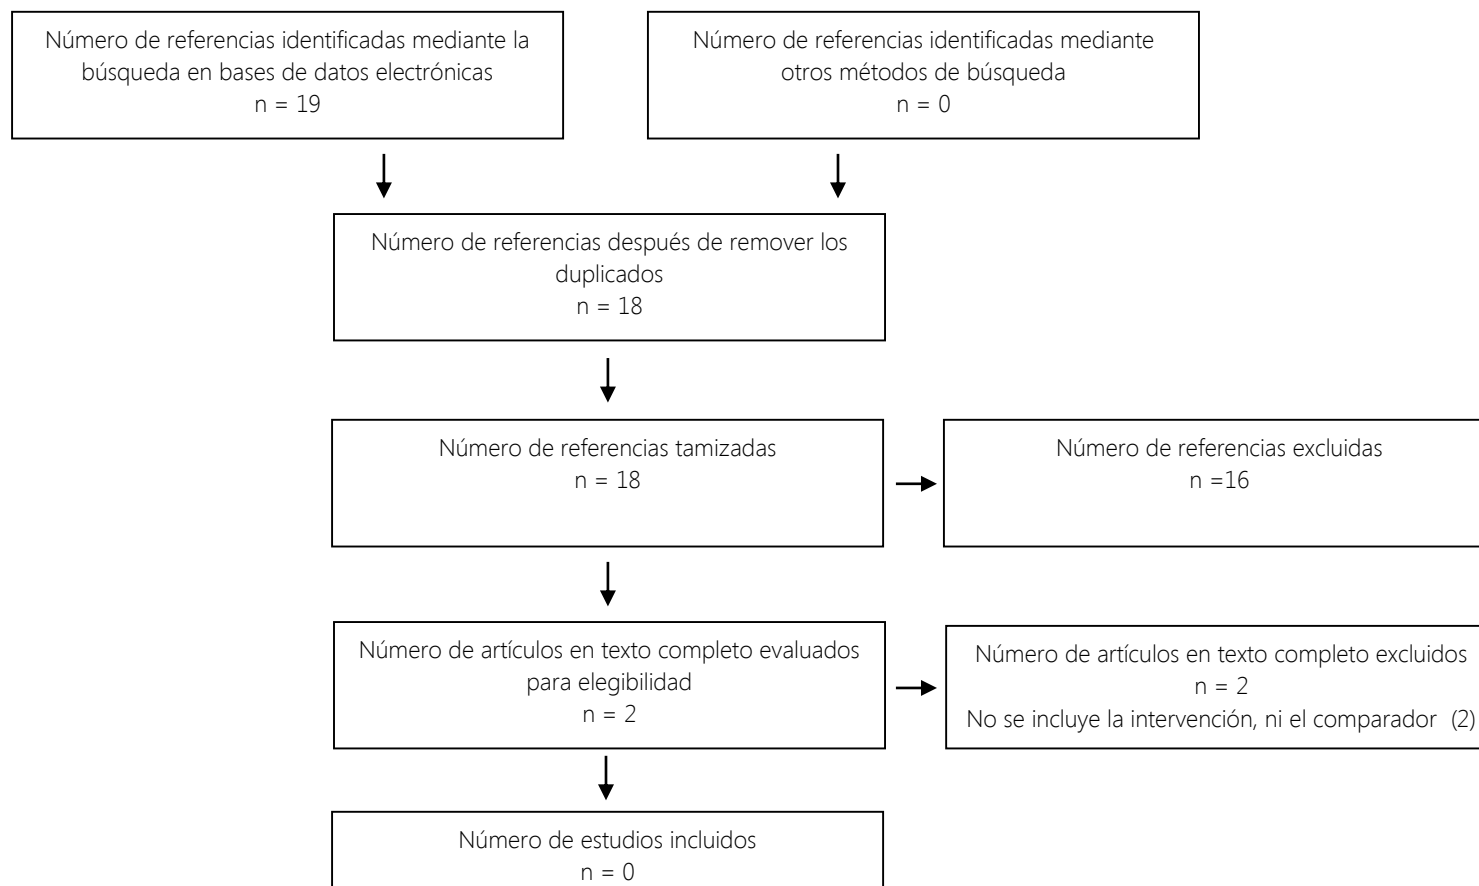 Número de referencias identificadas mediante la
búsqueda en bases de datos electrónicas
n = 19
Número de referencias identificadas mediante
otros métodos de búsqueda
n = 0
Número de referencias después de remover los
duplicados
n = 18
Número de referencias tamizadas
n = 18
Número de referencias excluidas
n =16
Número de artículos en texto completo evaluados
para elegibilidad
n = 2
Número de artículos en texto completo excluidos
n = 2
No se incluye la intervención, ni el comparador (2)
Número de estudios incluidos
n = 0